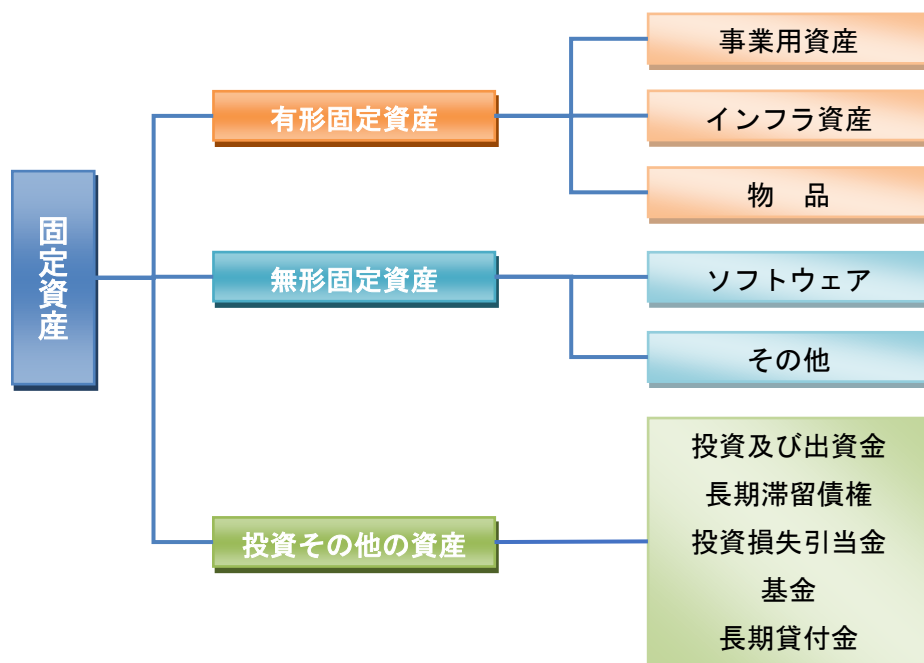 固定資産
有形固定資産
事業用資産
インフラ資産
物　品
無形固定資産
ソフトウェア
その他
投資その他の資産
投資及び出資金
長期滞留債権
投資損失引当金
基金
長期貸付金